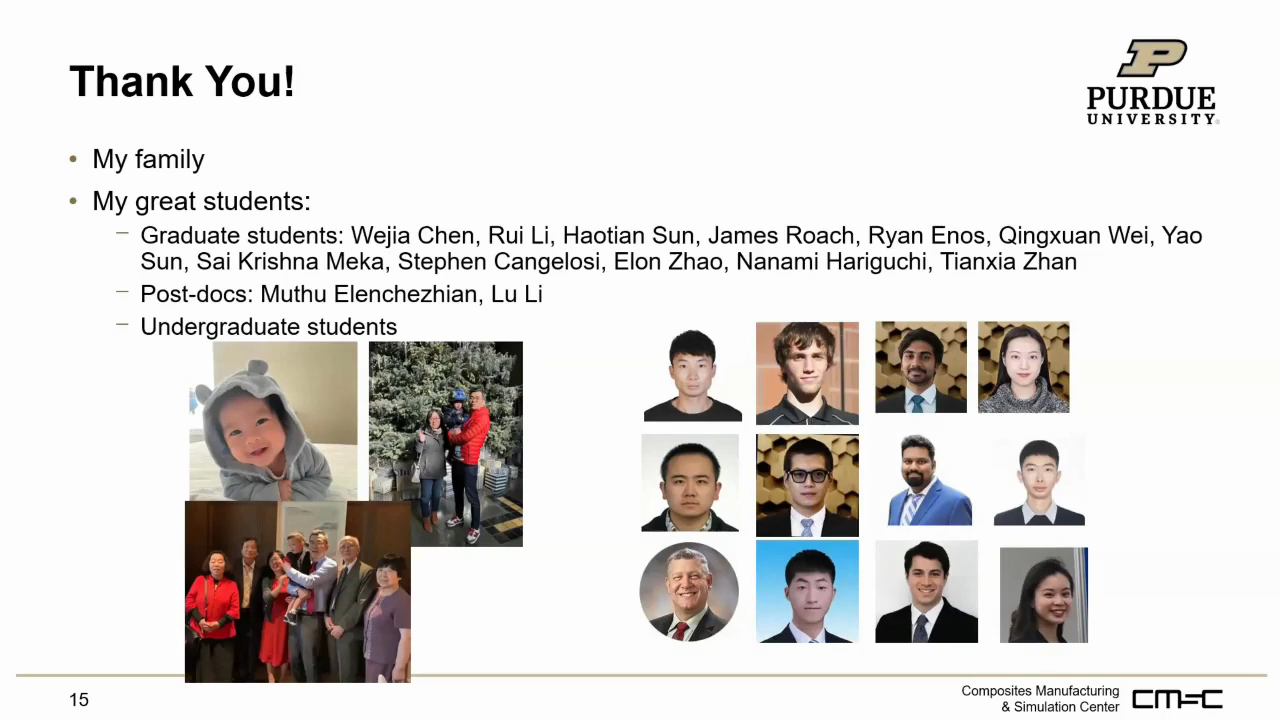 Thank You!
PURDUE
UNIVERSITY®
• My family
• My great students:
– Graduate students: Wejia Chen, Rui Li, Haotian Sun, James Roach, Ryan Enos, Qingxuan Wei, Yao
Sun, Sai Krishna Meka, Stephen Cangelosi, Elon Zhao, Nanami Hariguchi, Tianxia Zhan
– Post-docs: Muthu Elenchezhian, Lu Li
– Undergraduate students
15
Composites Manufacturing
& Simulation Center
CMSC